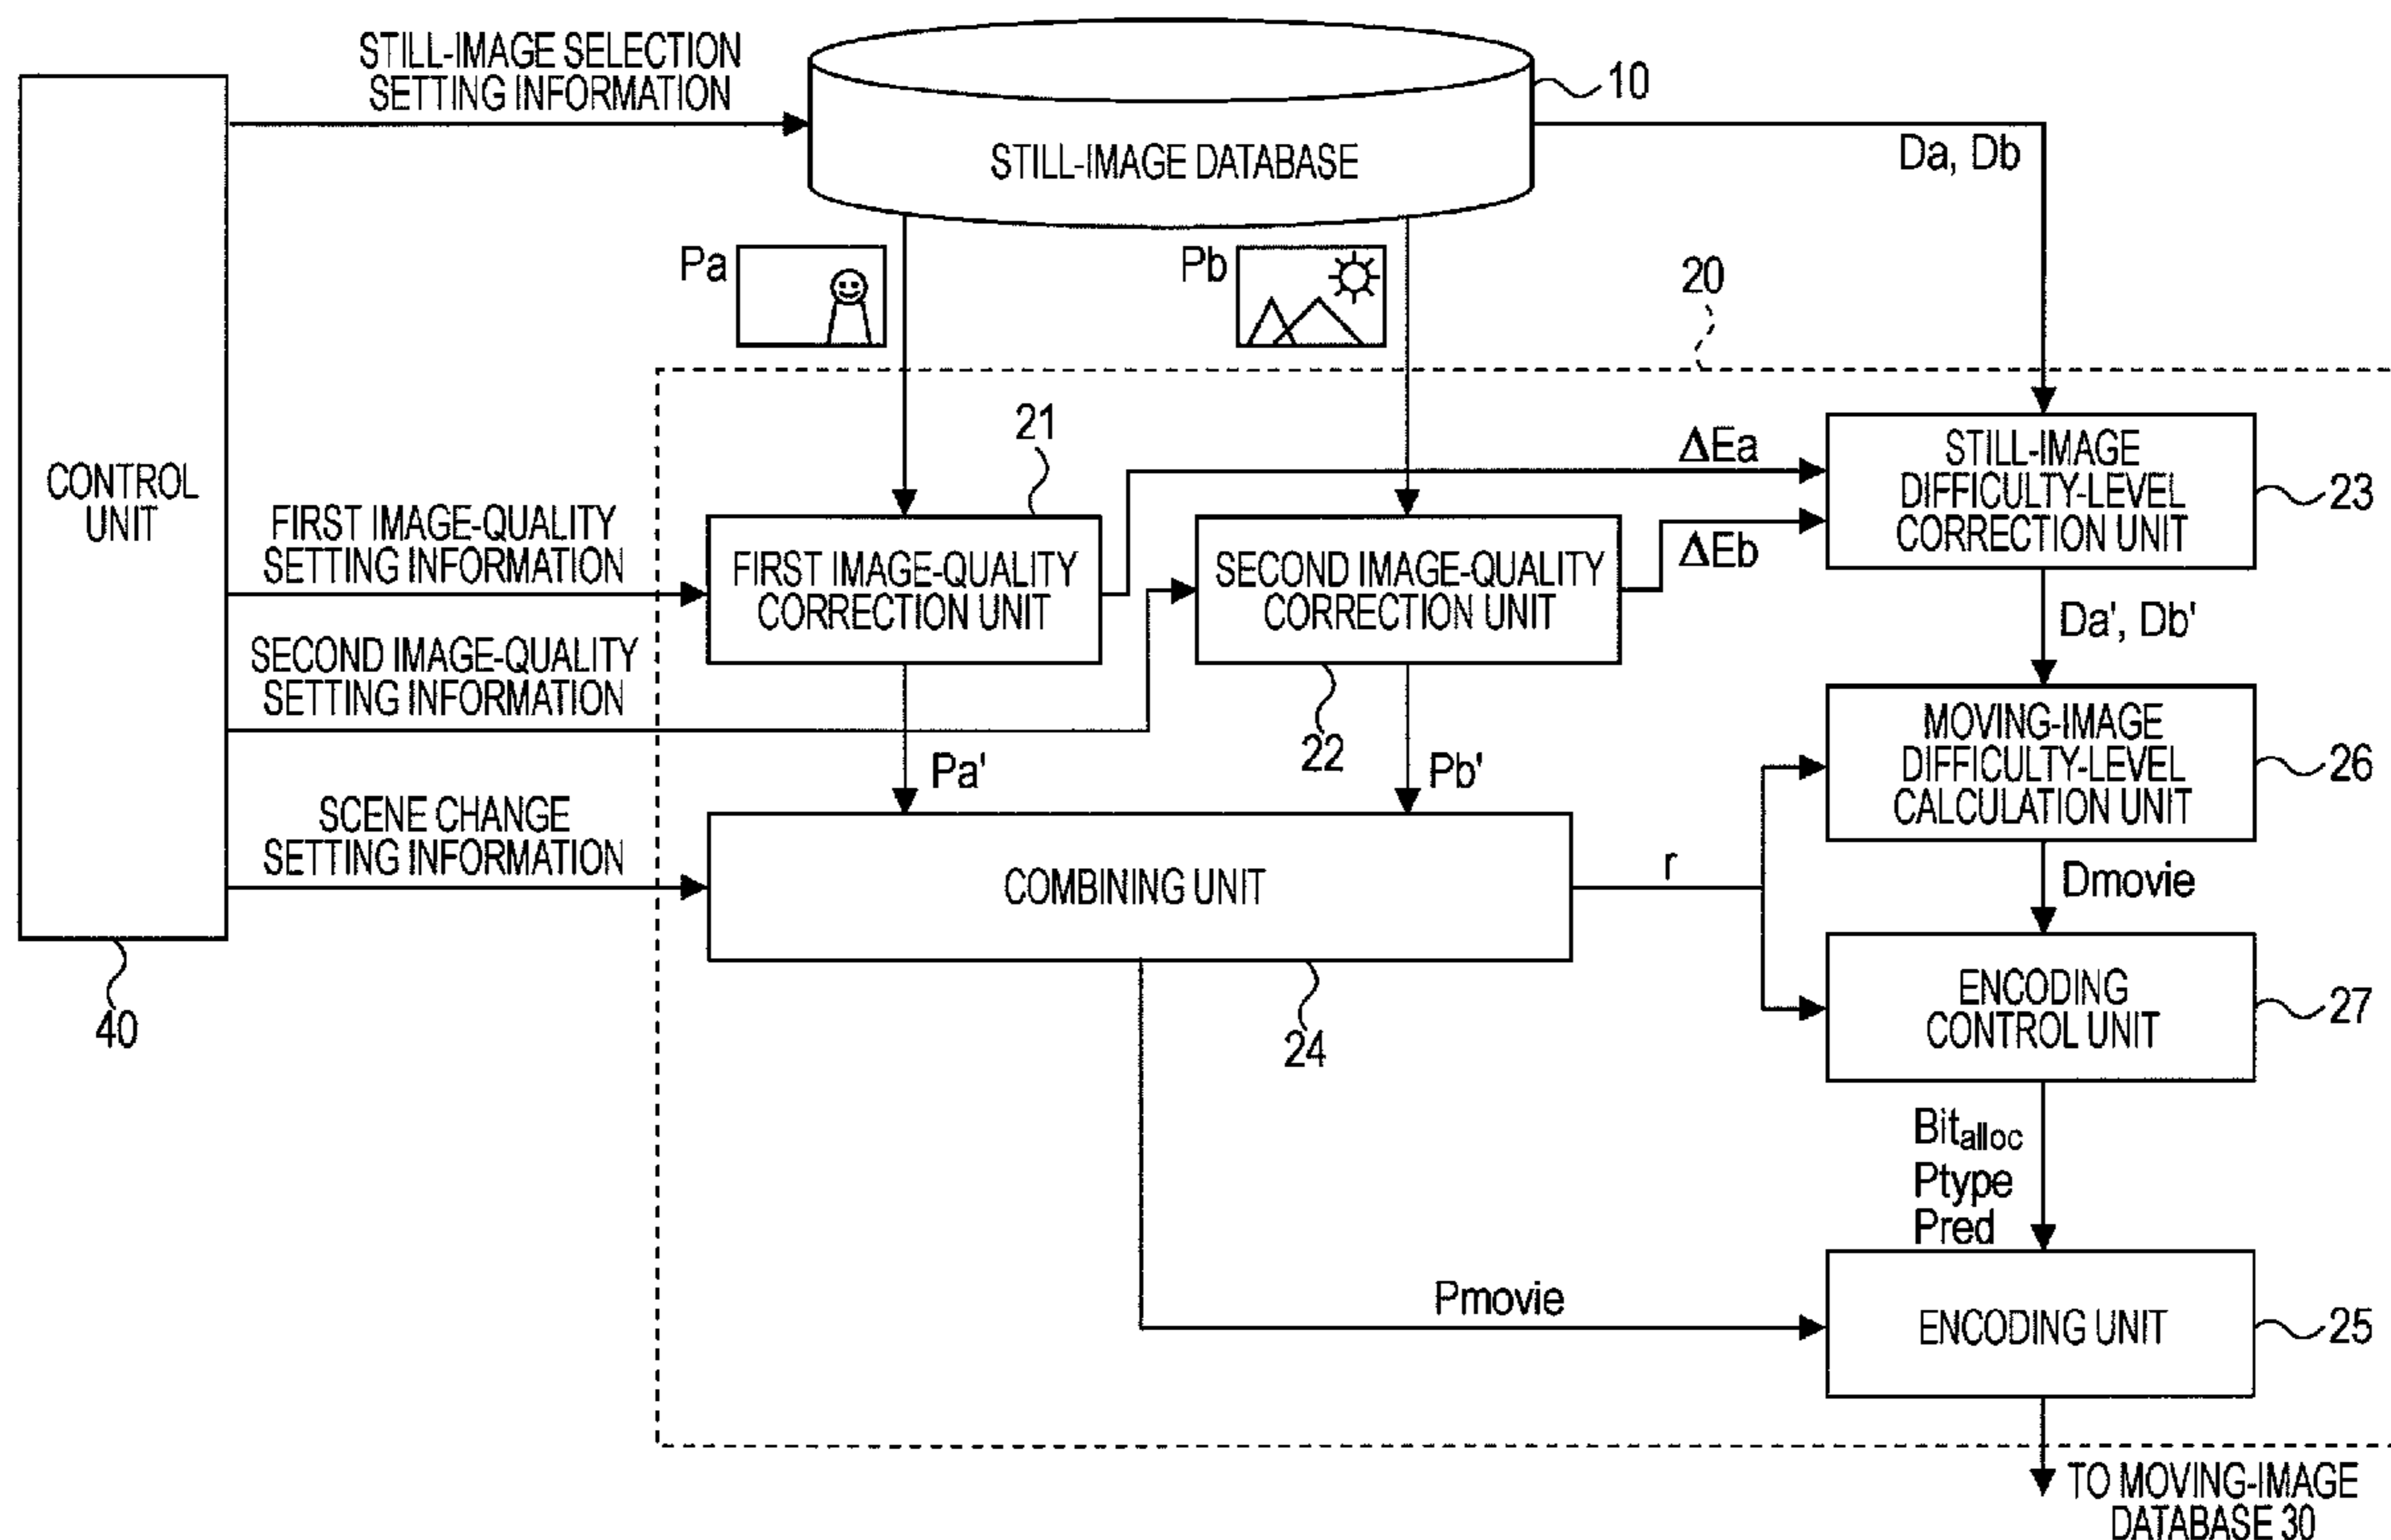 STILL-IMAGE SELECTION
SETTING INFORMATION
10
STILL-IMAGE DATABASE
Da, Db
Pa
Pb
20
CONTROL
UNIT
40
FIRST IMAGE-QUALITY
SETTING INFORMATION
21
FIRST IMAGE-QUALITY
CORRECTION UNIT
SECOND IMAGE-QUALITY
CORRECTION UNIT
22
ΔEa
ΔEb
STILL-IMAGE
DIFFICULTY-LEVEL
CORRECTION UNIT
23
SECOND IMAGE-QUALITY
SETTING INFORMATION
Pa'
Pb'
Da', Db'
MOVING-IMAGE
DIFFICULTY-LEVEL
CALCULATION UNIT
26
SCENE CHANGE
SETTING INFORMATION
COMBINING UNIT
24
r
Dmovie
ENCODING
CONTROL UNIT
27
Bitalloc
Ptype
Pred
Pmovie
ENCODING UNIT
25
TO MOVING-IMAGE
DATABASE 30